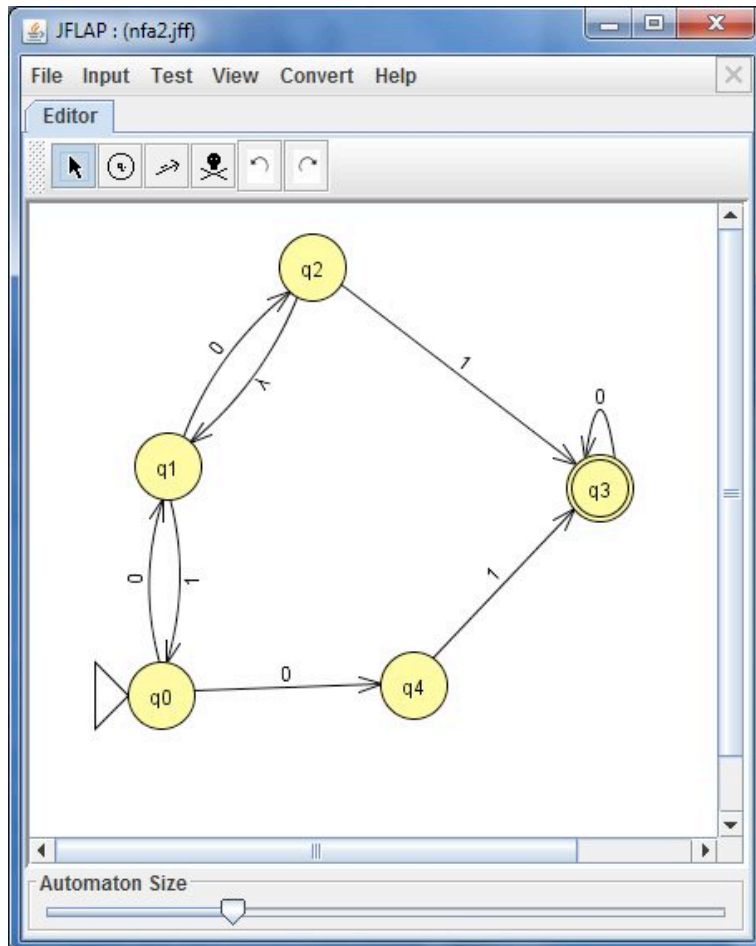 JFLAP : (nfa2.jff)
File Input Test View Convert Help
Editor
q2
0
λ
1
q1
0
q3
0
1
1
q0
0
q4
Automaton Size